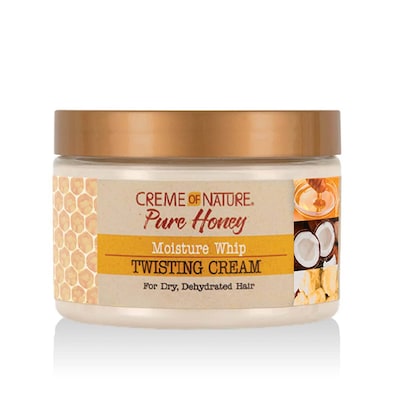 CREME OF NATURE®
Pure Honey
Moisture Whip
TWISTING CREAM
For Dry, Dehydrated Hair